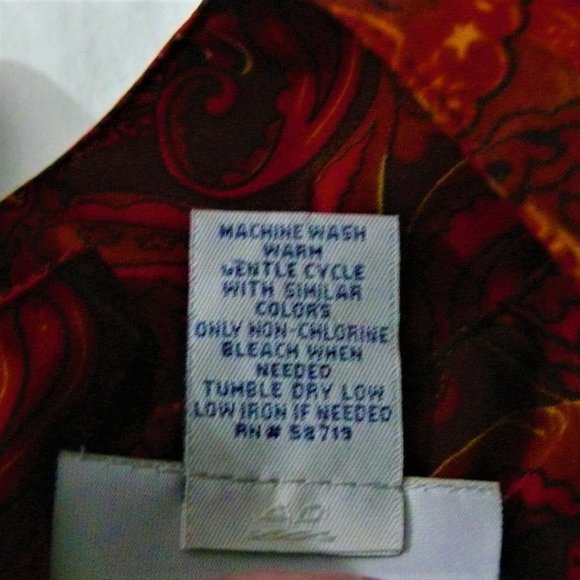 MACHINE WASH
WARM
GENTLE CYCLE
WITH SIMILAR
COLORS
ONLY NON-CHLORINE
BLEACH WHEN
NEEDED
TUMBLE DRY LOW
LOW IRON IF NEEDED
RN# 58719